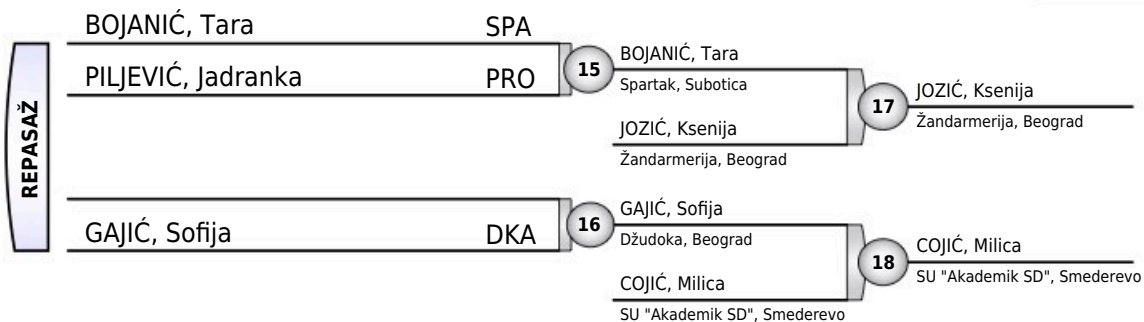 REPASAŽ
BOJANIĆ, Tara SPA
PILJEVIĆ, Jadranka PRO
15
BOJANIĆ, Tara
Spartak, Subotica
JOZIĆ, Ksenija
Žandarmerija, Beograd
17
JOZIĆ, Ksenija
Žandarmerija, Beograd
GAJIĆ, Sofija DKA
16
GAJIĆ, Sofija
Džudoka, Beograd
COJIĆ, Milica
SU "Akademik SD", Smederevo
18
COJIĆ, Milica
SU "Akademik SD", Smederevo